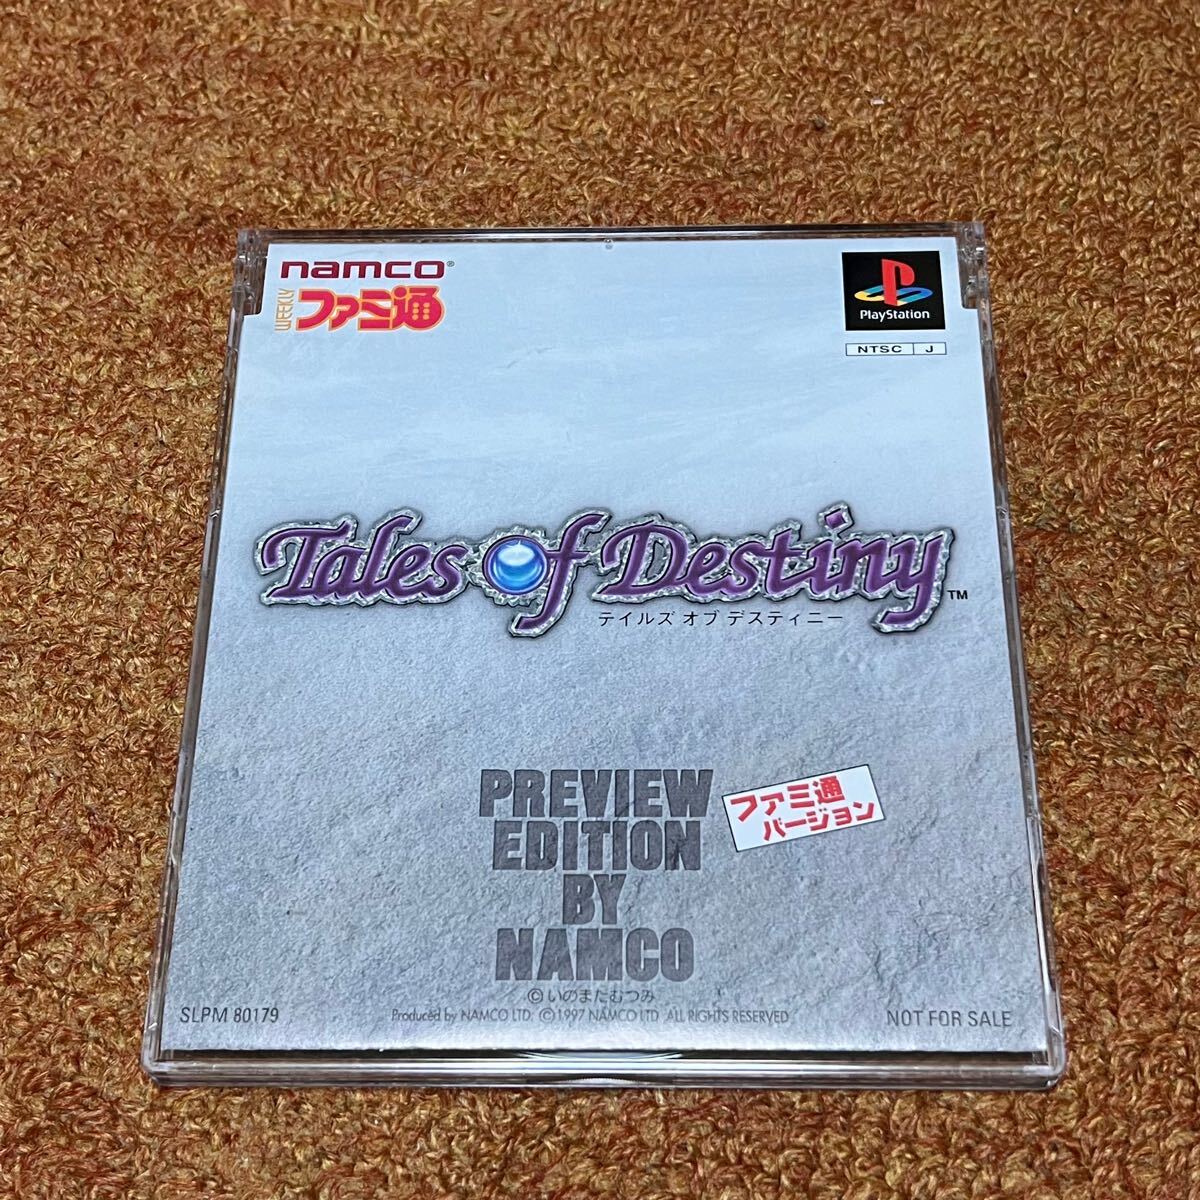 namco®
WEEKLY ファミ通
PlayStation
NTSC J
Tales of Destiny™
テイルズ オブ デスティニー
PREVIEW
EDITION
BY
NAMCO
ファミ通
バージョン
©いのまたむつみ
SLPM 80179
Produced by NAMCO LTD. ©1997 NAMCO LTD. ALL RIGHTS RESERVED
NOT FOR SALE